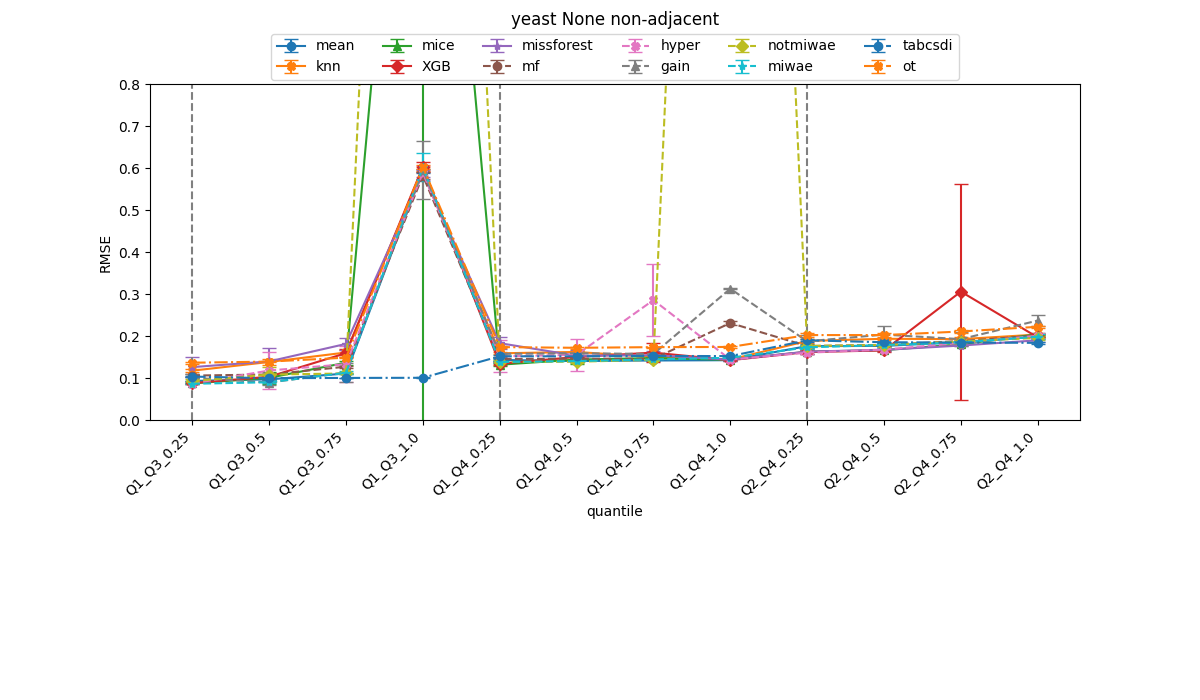 yeast None non-adjacent
mean mice missforest hyper notmiwae tabcsdi
knn XGB mf gain miwae ot
0.8
0.7
0.6
0.5
0.4
0.3
0.2
0.1
0.0
RMSE
Q1_Q3_0.25 Q1_Q3_0.5 Q1_Q3_0.75 Q1_Q3_1.0 Q1_Q4_0.25 Q1_Q4_0.5 Q1_Q4_0.75 Q1_Q4_1.0 Q2_Q4_0.25 Q2_Q4_0.5 Q2_Q4_0.75 Q2_Q4_1.0
quantile